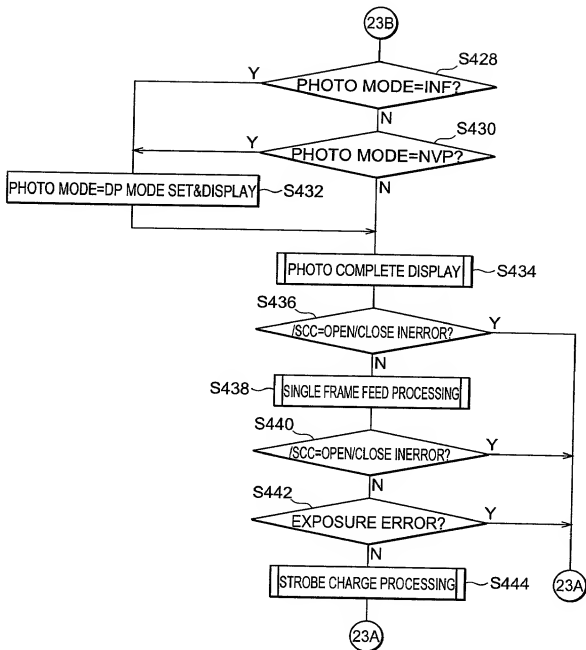 23B
S428
Y
PHOTO MODE=INF?
N
S430
Y
PHOTO MODE=NVP?
N
PHOTO MODE=DP MODE SET&DISPLAY
S432
PHOTO COMPLETE DISPLAY
S434
S436
/SCC=OPEN/CLOSE INERROR?
Y
N
S438
SINGLE FRAME FEED PROCESSING
S440
/SCC=OPEN/CLOSE INERROR?
Y
N
S442
EXPOSURE ERROR?
Y
N
STROBE CHARGE PROCESSING
S444
23A
23A